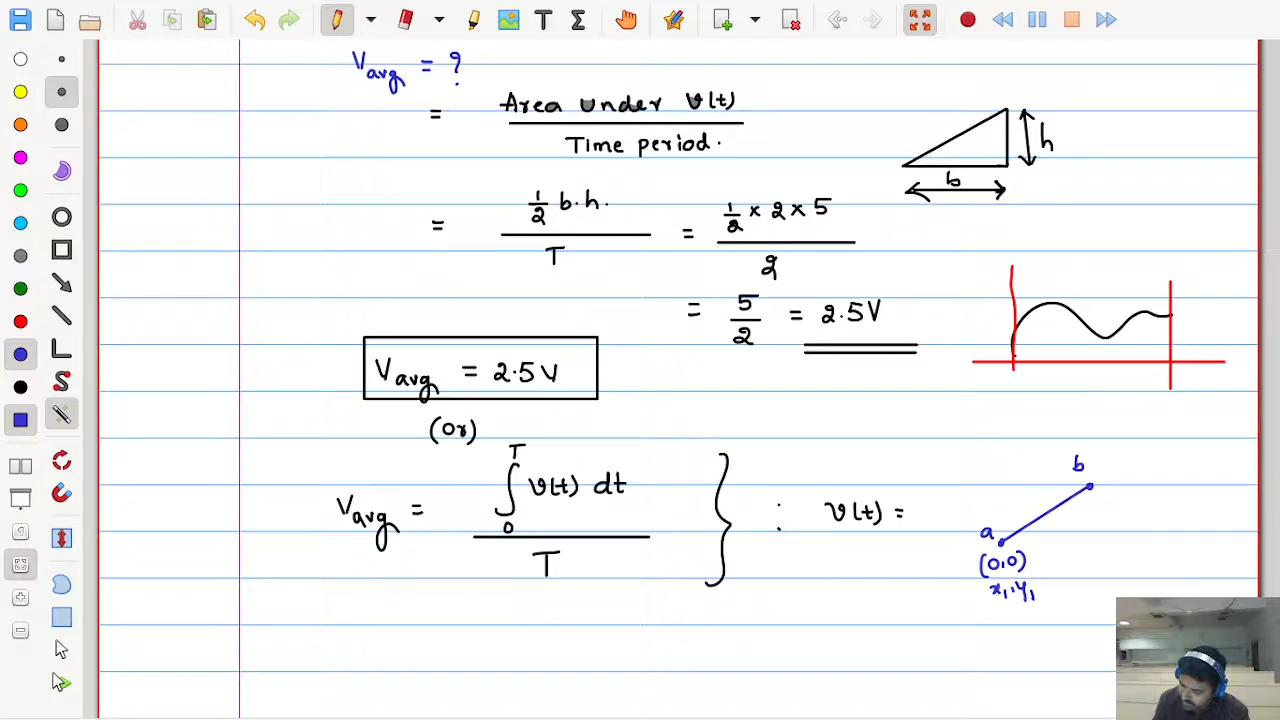 Vavg = ?
= Area under v(t) / Time period.
h
b
= 1/2 b.h. / T = 1/2 × 2 × 5 / 2
= 5/2 = 2.5V
Vavg = 2.5V
(Or)
Vavg = ∫₀ᵀ v(t) dt / T } : v(t) =
b
a
(0,0)
x₁,y₁